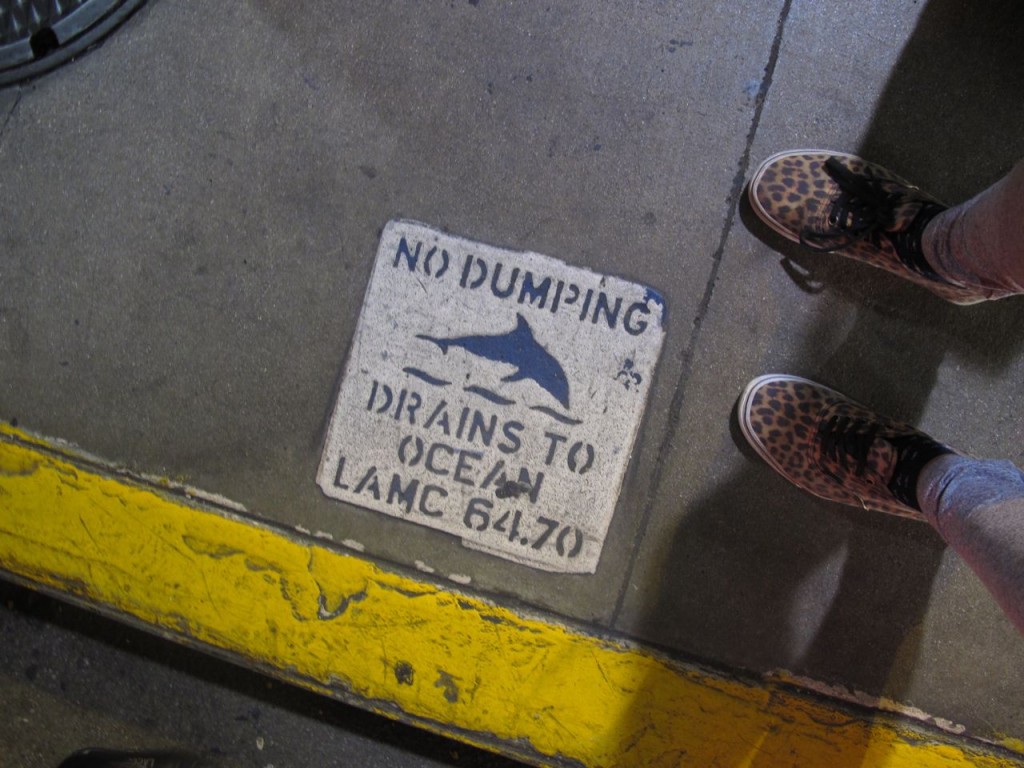 NO DUMPING
DRAINS TO
OCEAN
LAMC 64.70